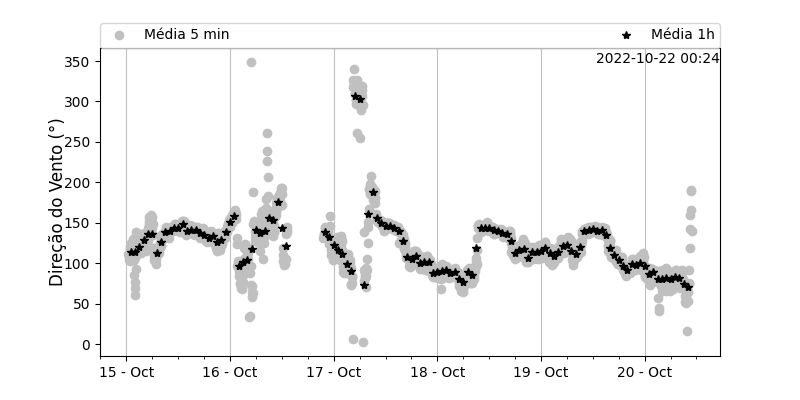 Média 5 min
Média 1h
2022-10-22 00:24
Direção do Vento (°)
350
300
250
200
150
100
50
0
15 - Oct
16 - Oct
17 - Oct
18 - Oct
19 - Oct
20 - Oct